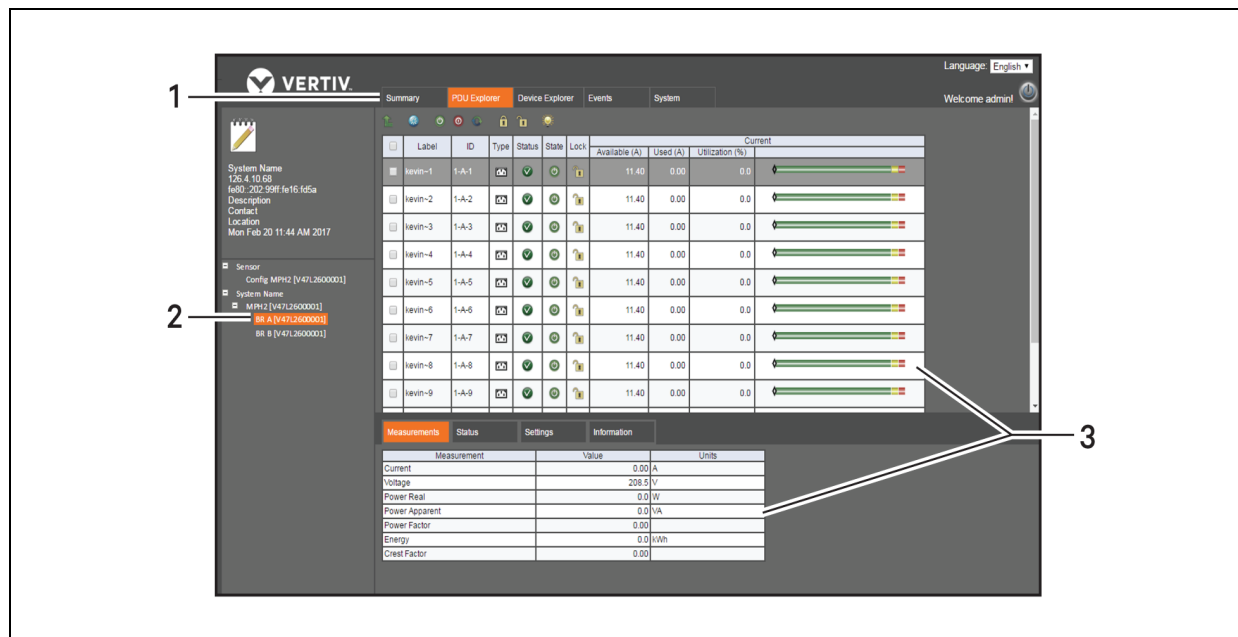 Language: English
VERTIV.
1
Summary PDU Explorer Device Explorer Events System
Welcome admin!
System Name
126.4.10.68
fe80::202:99ff:fe16:fd5a
Description
Contact
Location
Mon Feb 20 11:44 AM 2017
Sensor
Config MPH2 [V47L2600001]
System Name
MPH2 [V47L2600001]
2
BR A [V47L2600001]
BR B [V47L2600001]
Label ID Type Status State Lock Current
Available (A) Used (A) Utilization (%)
kevin~1 1-A-1 11.40 0.00 0.0
kevin~2 1-A-2 11.40 0.00 0.0
kevin~3 1-A-3 11.40 0.00 0.0
kevin~4 1-A-4 11.40 0.00 0.0
kevin~5 1-A-5 11.40 0.00 0.0
kevin~6 1-A-6 11.40 0.00 0.0
kevin~7 1-A-7 11.40 0.00 0.0
kevin~8 1-A-8 11.40 0.00 0.0
kevin~9 1-A-9 11.40 0.00 0.0
3
Measurements Status Settings Information
Measurement Value Units
Current 0.00 A
Voltage 208.5 V
Power Real 0.0 W
Power Apparent 0.0 VA
Power Factor 0.00
Energy 0.0 kWh
Crest Factor 0.00